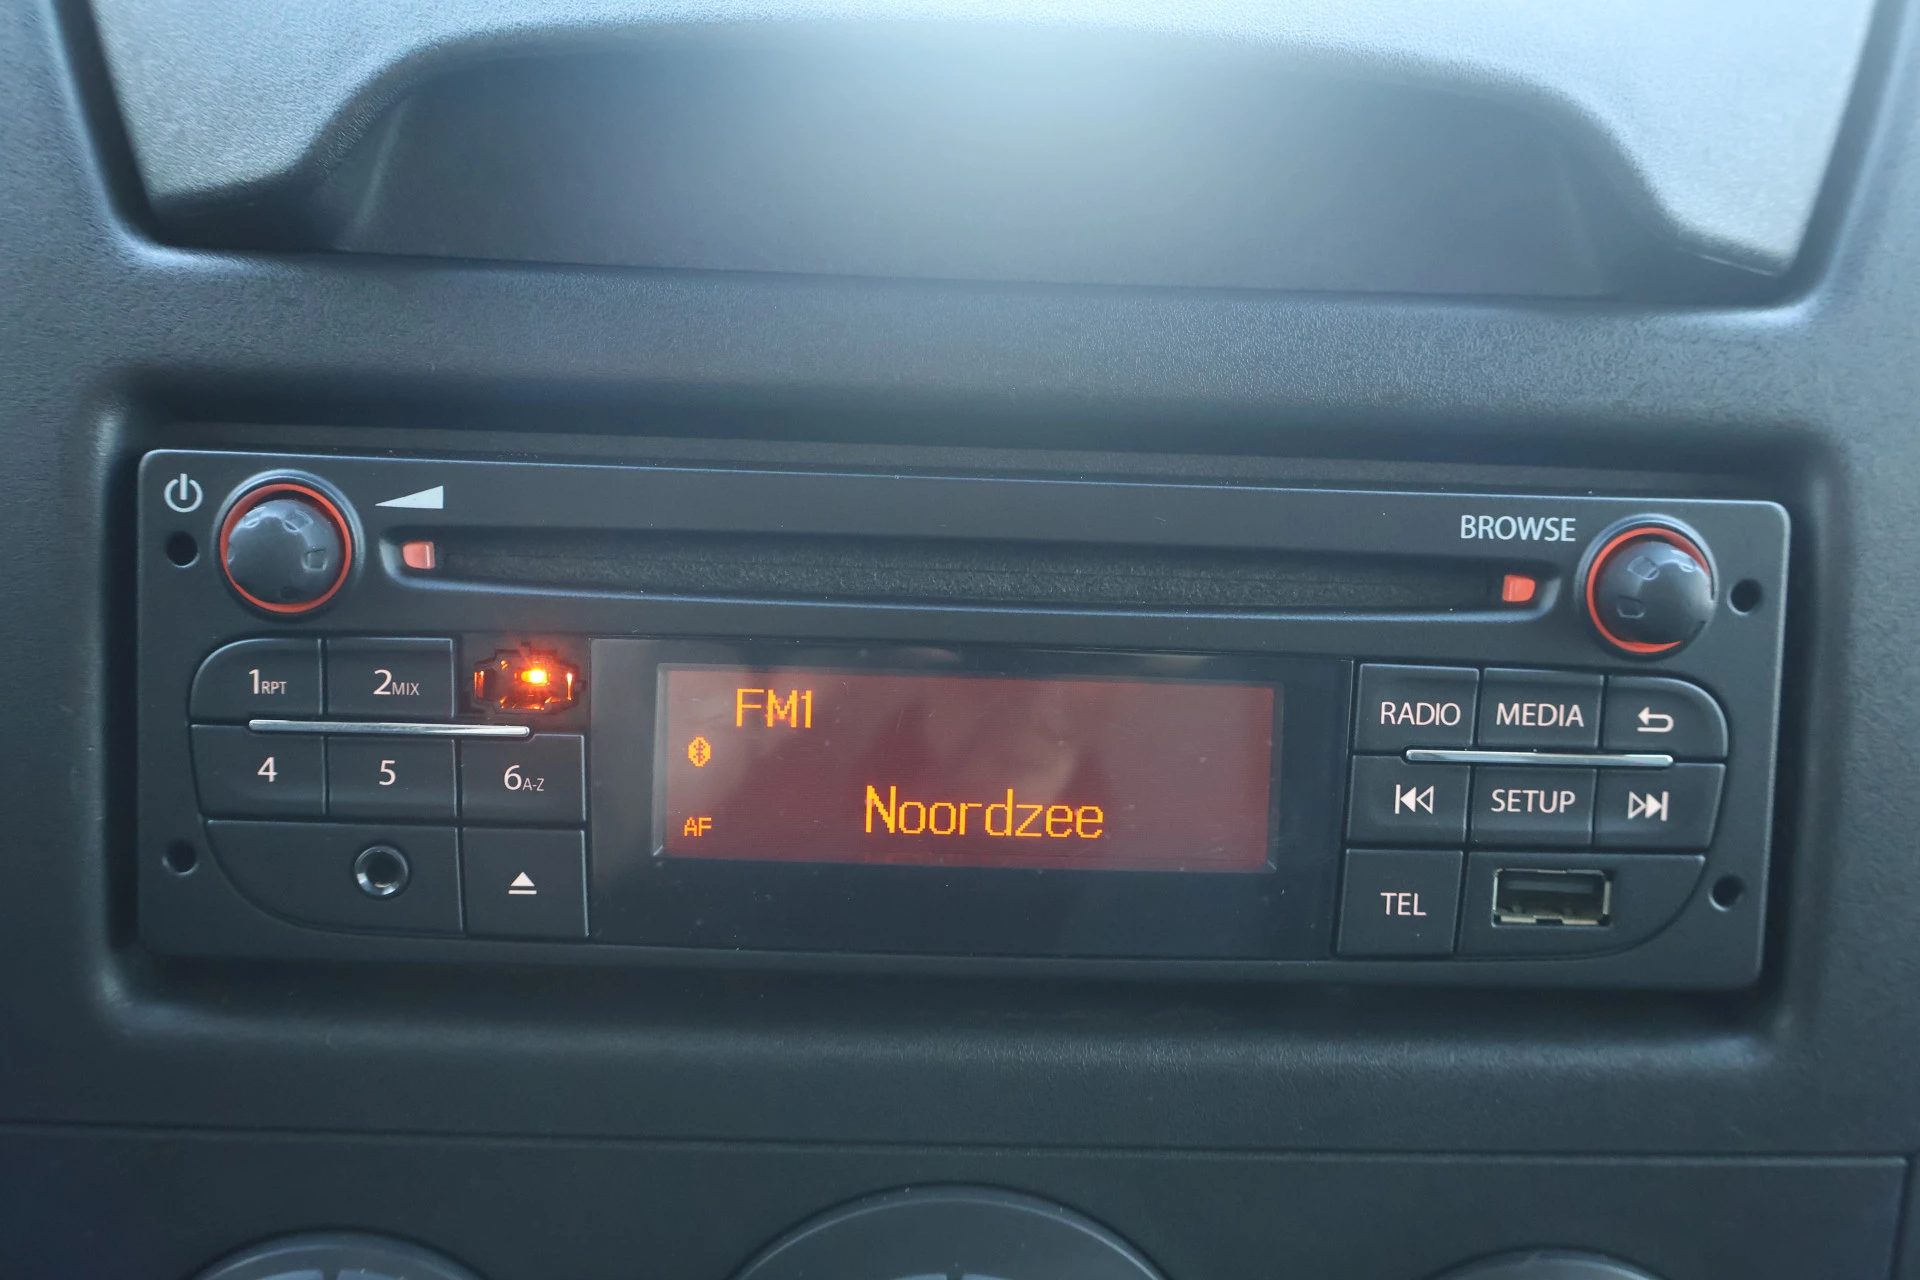 BROWSE
1RPT
2MIX
4
5
6A-Z
FM1
AF
Noordzee
RADIO
MEDIA
SETUP
TEL